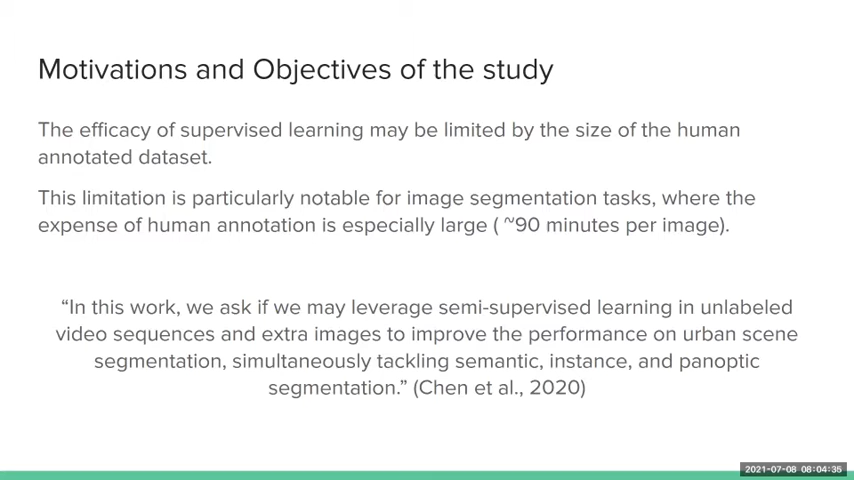 Motivations and Objectives of the study
The efficacy of supervised learning may be limited by the size of the human
annotated dataset.
This limitation is particularly notable for image segmentation tasks, where the
expense of human annotation is especially large ( ~90 minutes per image).
“In this work, we ask if we may leverage semi-supervised learning in unlabeled
video sequences and extra images to improve the performance on urban scene
segmentation, simultaneously tackling semantic, instance, and panoptic
segmentation.” (Chen et al., 2020)
2021-07-08 08:04:35